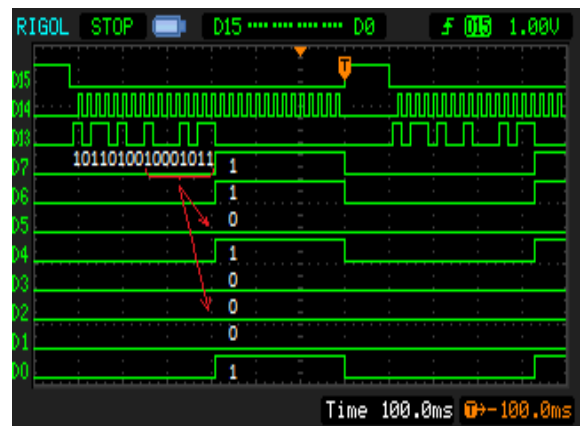 RIGOL STOP D15 D0 D15 1.00V
T
D15
D14
D13
1011010010001011
D7 1
D6 1
D5 0
D4 1
D3 0
D2 0
D1 0
D0 1
Time 100.0ms T→-100.0ms